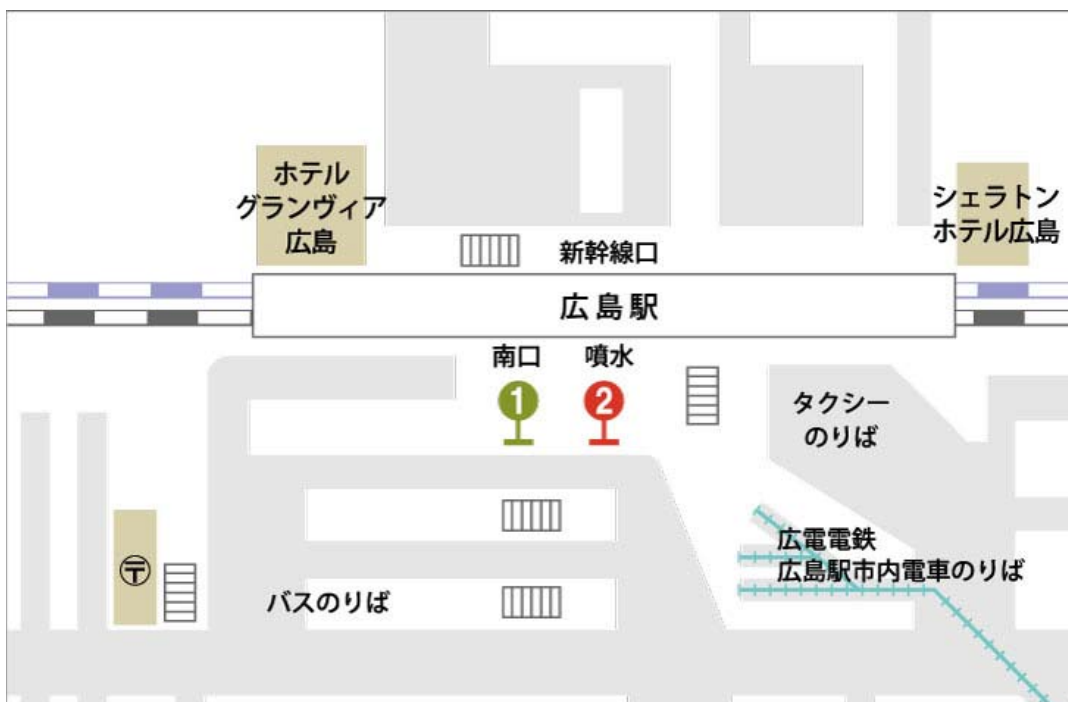 ホテル
グランヴィア
広島
シェラトン
ホテル広島
新幹線口
広島駅
南口
噴水
1
2
タクシー
のりば
広電電鉄
広島駅市内電車のりば
〶
バスのりば